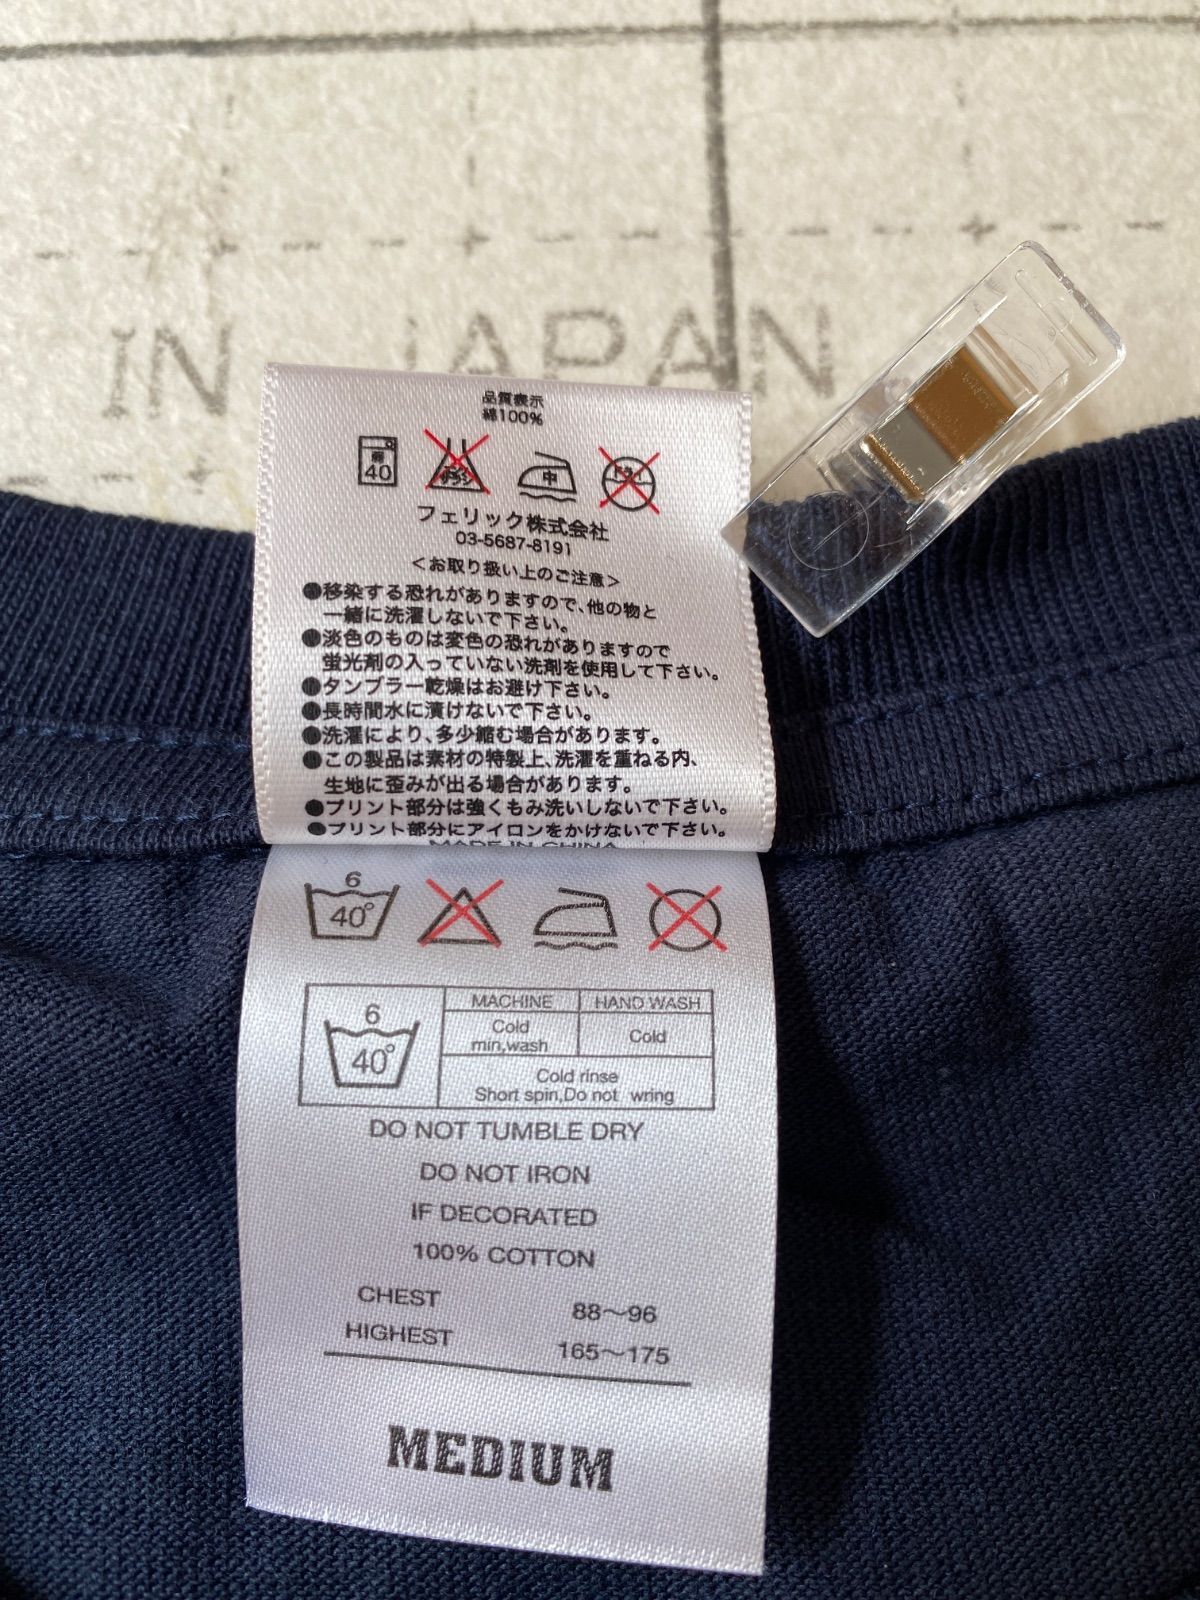 IN JAPAN
品質表示
綿100%
40
中
フェリック株式会社
03-5687-8191
<お取り扱い上のご注意>
●移染する恐れがありますので、他の物と
一緒に洗濯しないで下さい。
●淡色のものは変色の恐れがありますので
蛍光剤の入っていない洗剤を使用して下さい。
●タンブラー乾燥はお避け下さい。
●長時間水に漬けないで下さい。
●洗濯により、多少縮む場合があります。
●この製品は素材の特製上、洗濯を重ねる内、
生地に歪みが出る場合があります。
●プリント部分は強くもみ洗いしないで下さい。
●プリント部分にアイロンをかけないで下さい。
MADE IN CHINA
6
40°
6
40°
MACHINE HAND WASH
Cold
min,wash
Cold
Cold rinse
Short spin,Do not wring
DO NOT TUMBLE DRY
DO NOT IRON
IF DECORATED
100% COTTON
CHEST 88～96
HIGHEST 165～175
MEDIUM